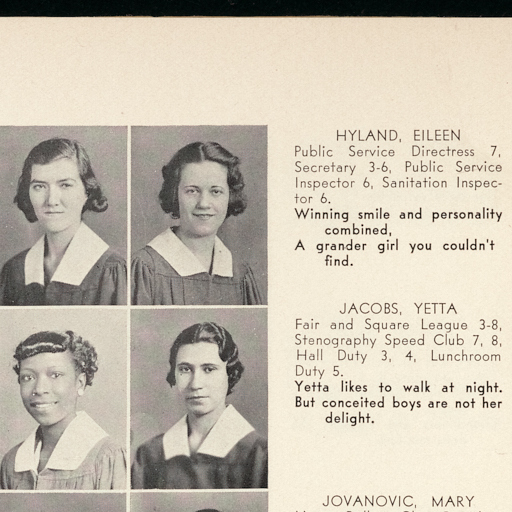 HYLAND, EILEEN
Public Service Directress 7,
Secretary 3-6, Public Service
Inspector 6, Sanitation Inspec-
tor 6.
Winning smile and personality
combined,
A grander girl you couldn't
find.
JACOBS, YETTA
Fair and Square League 3-8,
Stenography Speed Club 7, 8,
Hall Duty 3, 4, Lunchroom
Duty 5.
Yetta likes to walk at night.
But conceited boys are not her
delight.
JOVANOVIC, MARY